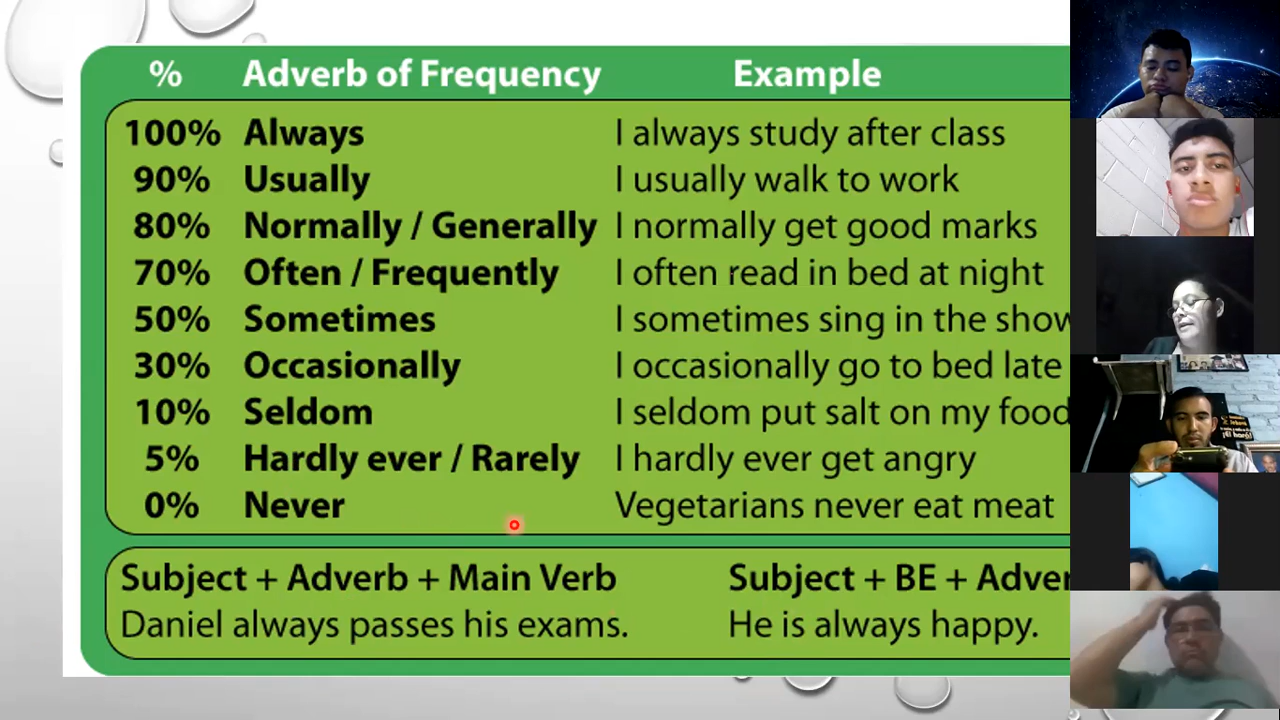 % Adverb of Frequency Example
100% Always I always study after class
90% Usually I usually walk to work
80% Normally / Generally I normally get good marks
70% Often / Frequently I often read in bed at night
50% Sometimes I sometimes sing in the show
30% Occasionally I occasionally go to bed late
10% Seldom I seldom put salt on my food
5% Hardly ever / Rarely I hardly ever get angry
0% Never Vegetarians never eat meat
Subject + Adverb + Main Verb Subject + BE + Adver
Daniel always passes his exams. He is always happy.
¡El hará!